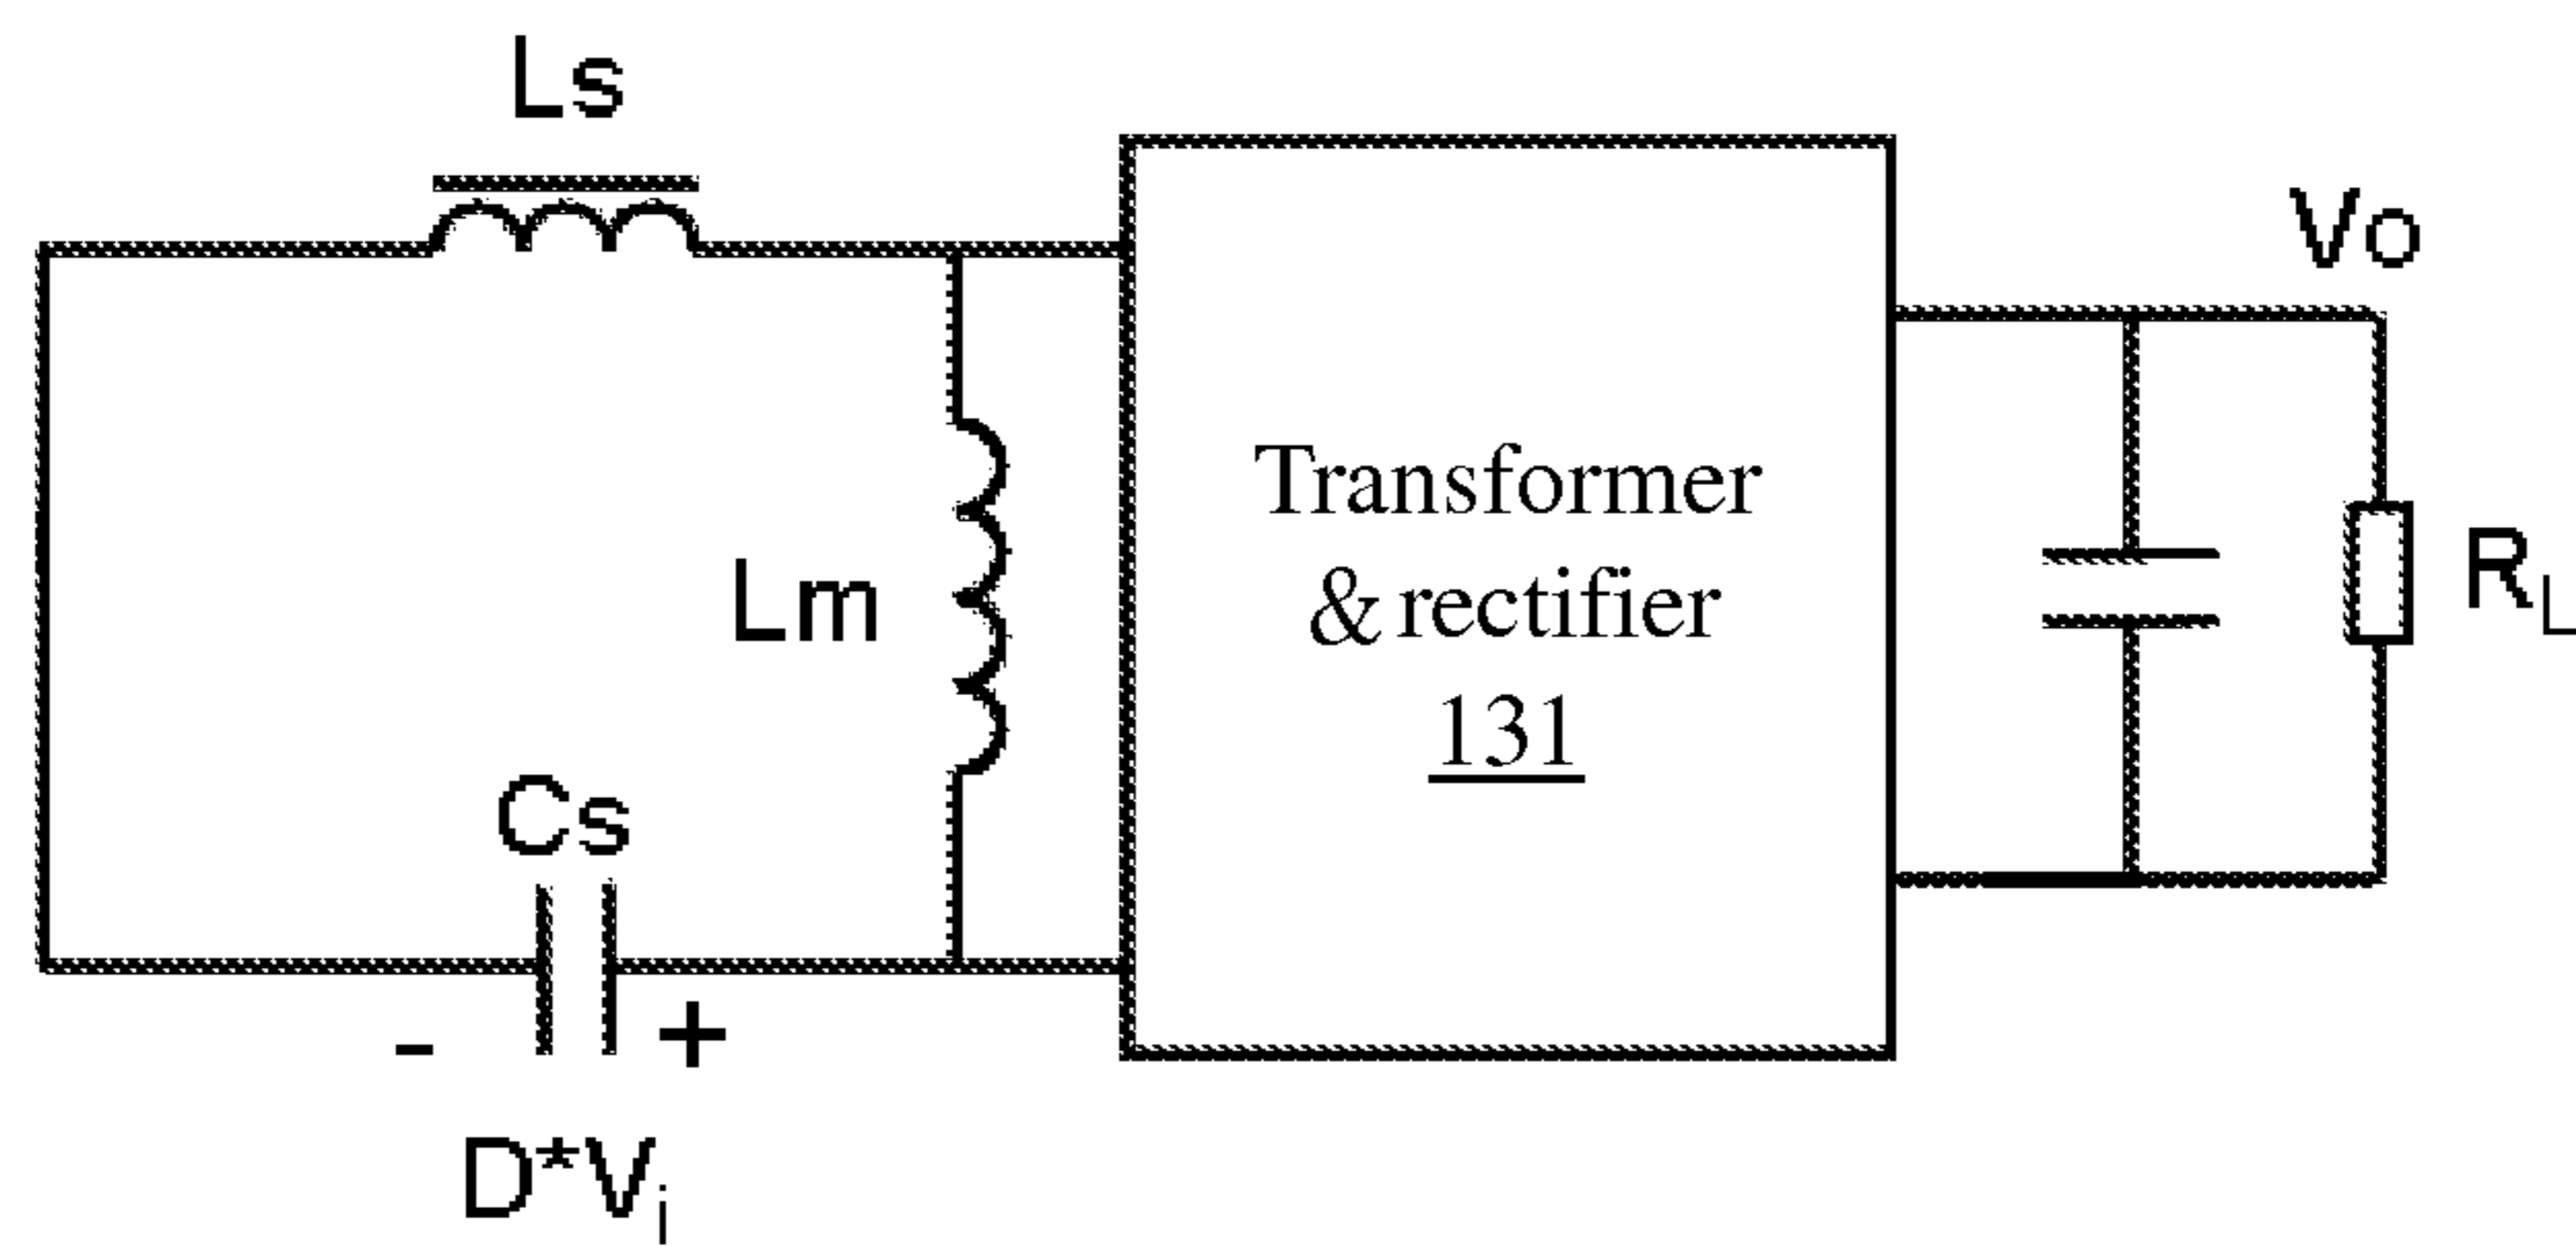 Ls
Vo
Transformer
& rectifier
131
Lm
RL
Cs
- +
D*Vi